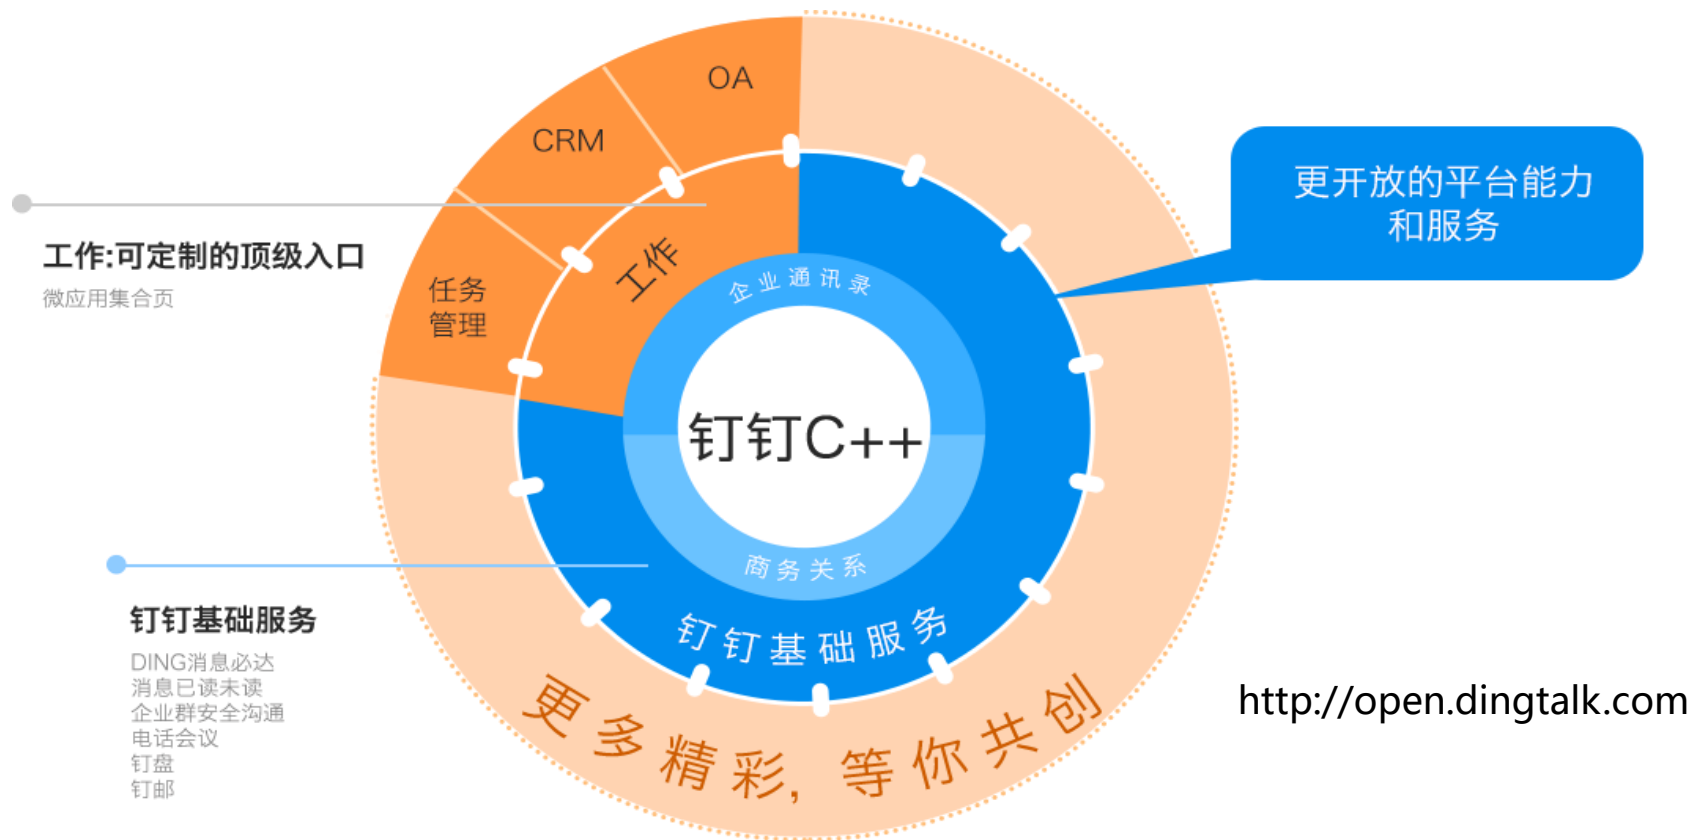 OA
CRM
任务
管理
工作
企业通讯录
钉钉C++
商务关系
钉钉基础服务
更多精彩，等你共创
更开放的平台能力
和服务
工作:可定制的顶级入口
微应用集合页
钉钉基础服务
DING消息必达
消息已读未读
企业群安全沟通
电话会议
钉盘
钉邮
http://open.dingtalk.com